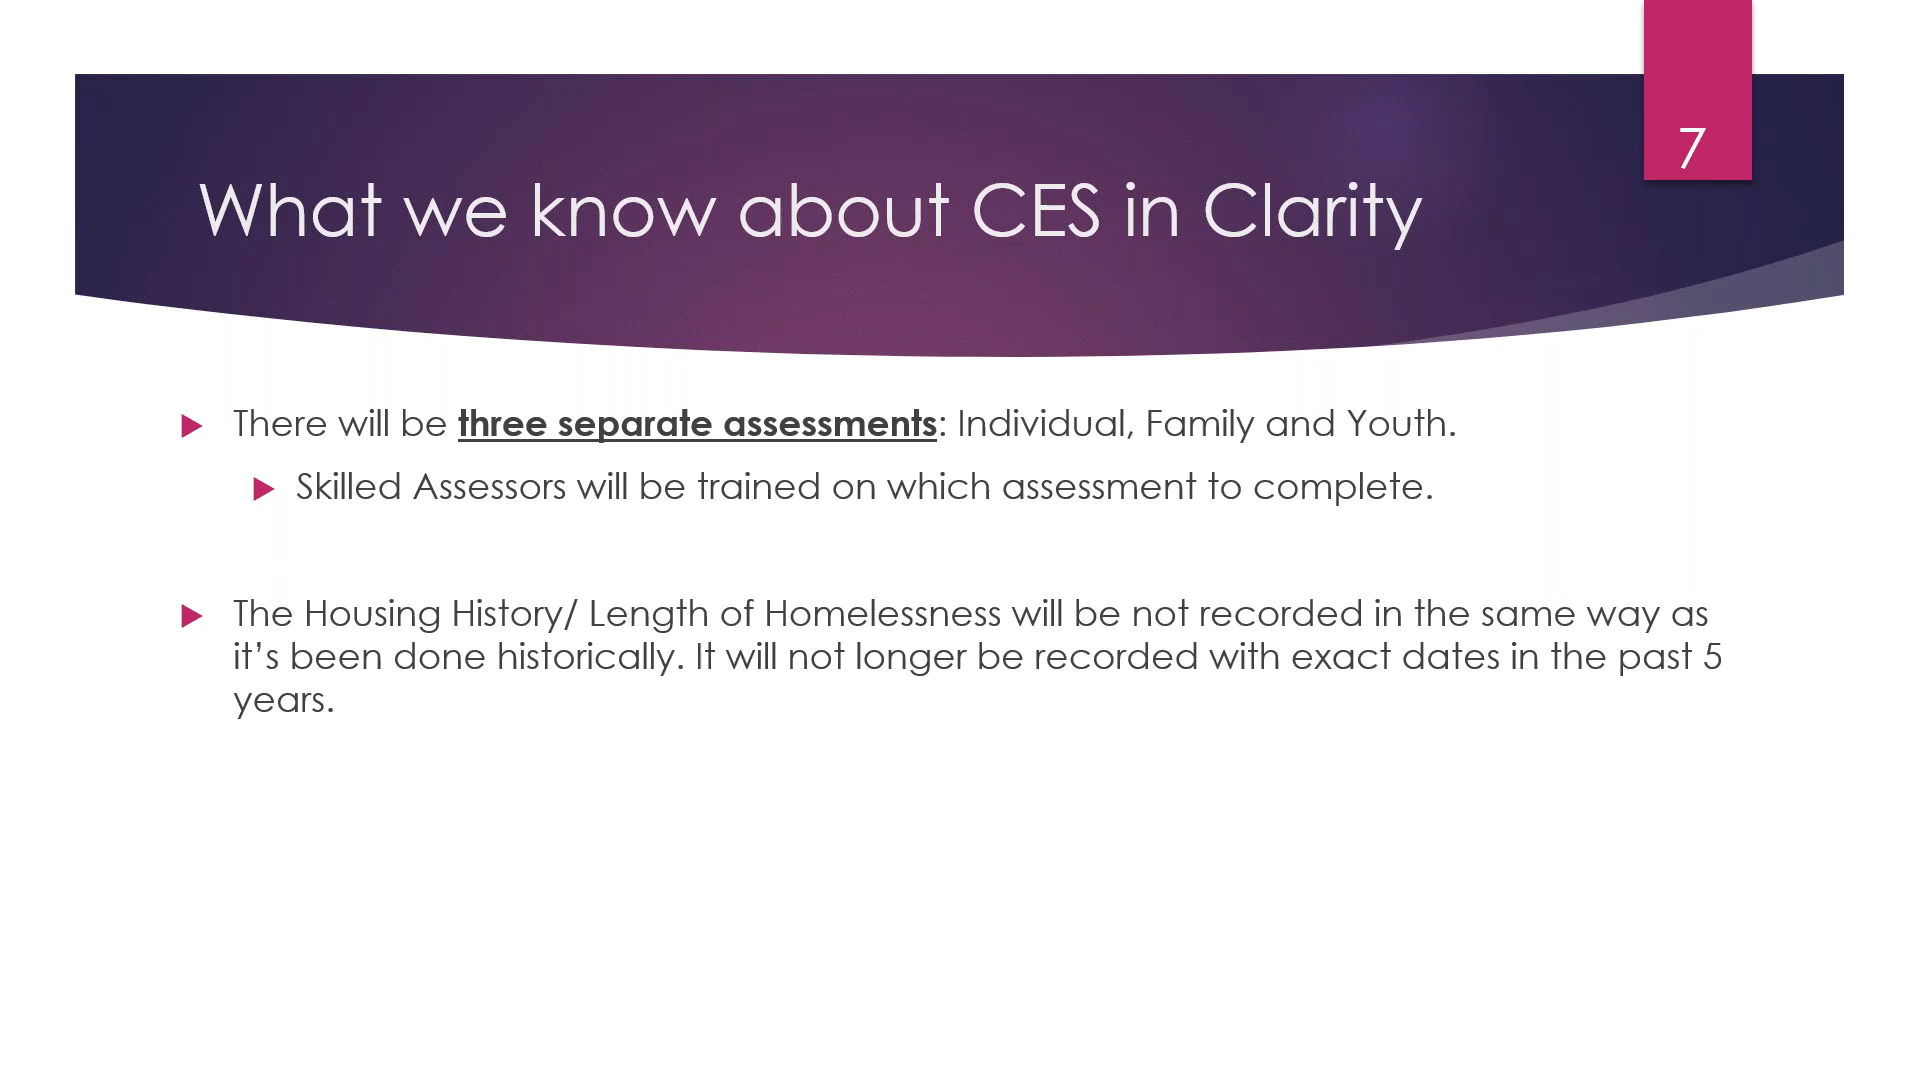 7
What we know about CES in Clarity
There will be three separate assessments: Individual, Family and Youth.
Skilled Assessors will be trained on which assessment to complete.
The Housing History/ Length of Homelessness will be not recorded in the same way as
it’s been done historically. It will not longer be recorded with exact dates in the past 5
years.